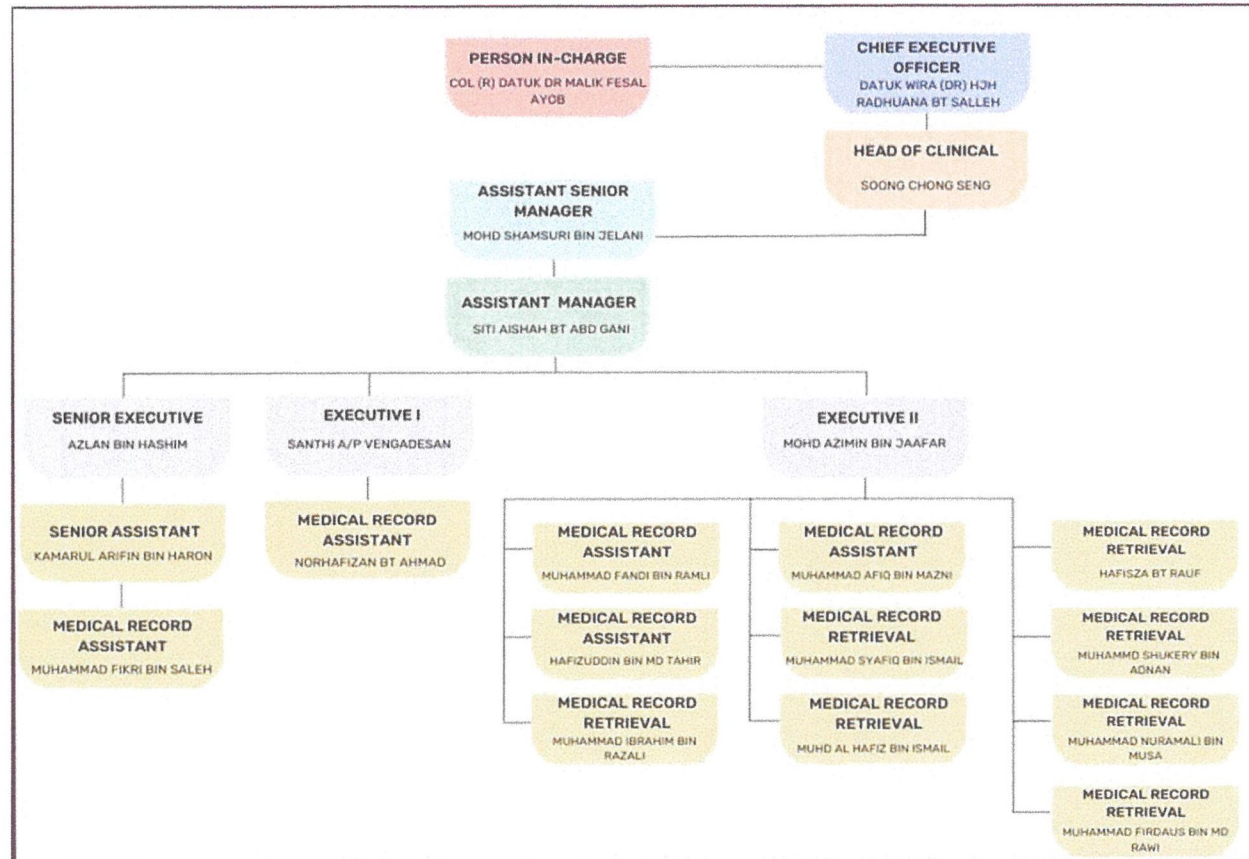 PERSON IN-CHARGE
COL (R) DATUK DR MALIK FESAL
AYOB
CHIEF EXECUTIVE
OFFICER
DATUK WIRA (DR) HJH
RADHUANA BT SALLEH
HEAD OF CLINICAL
SOONG CHONG SENG
ASSISTANT SENIOR
MANAGER
MOHD SHAMSURI BIN JELANI
ASSISTANT MANAGER
SITI AISHAH BT ABD GANI
SENIOR EXECUTIVE
AZLAN BIN HASHIM
EXECUTIVE I
SANTHI A/P VENGADESAN
EXECUTIVE II
MOHD AZIMIN BIN JAAFAR
SENIOR ASSISTANT
KAMARUL ARIFIN BIN HARON
MEDICAL RECORD
ASSISTANT
MUHAMMAD FIKRI BIN SALEH
MEDICAL RECORD
ASSISTANT
NORHAFIZAN BT AHMAD
MEDICAL RECORD
ASSISTANT
MUHAMMAD FANDI BIN RAMLI
MEDICAL RECORD
ASSISTANT
HAFIZUDDIN BIN MD TAHIR
MEDICAL RECORD
RETRIEVAL
MUHAMMAD IBRAHIM BIN
RAZALI
MEDICAL RECORD
ASSISTANT
MUHAMMAD AFIQ BIN MAZNI
MEDICAL RECORD
RETRIEVAL
MUHAMMAD SYAFIQ BIN ISMAIL
MEDICAL RECORD
RETRIEVAL
MUHD AL HAFIZ BIN ISMAIL
MEDICAL RECORD
RETRIEVAL
HAFISZA BT RAUF
MEDICAL RECORD
RETRIEVAL
MUHAMMD SHUKERY BIN
ADNAN
MEDICAL RECORD
RETRIEVAL
MUHAMMAD NURAMALI BIN
MUSA
MEDICAL RECORD
RETRIEVAL
MUHAMMAD FIRDAUS BIN MD
RAWI